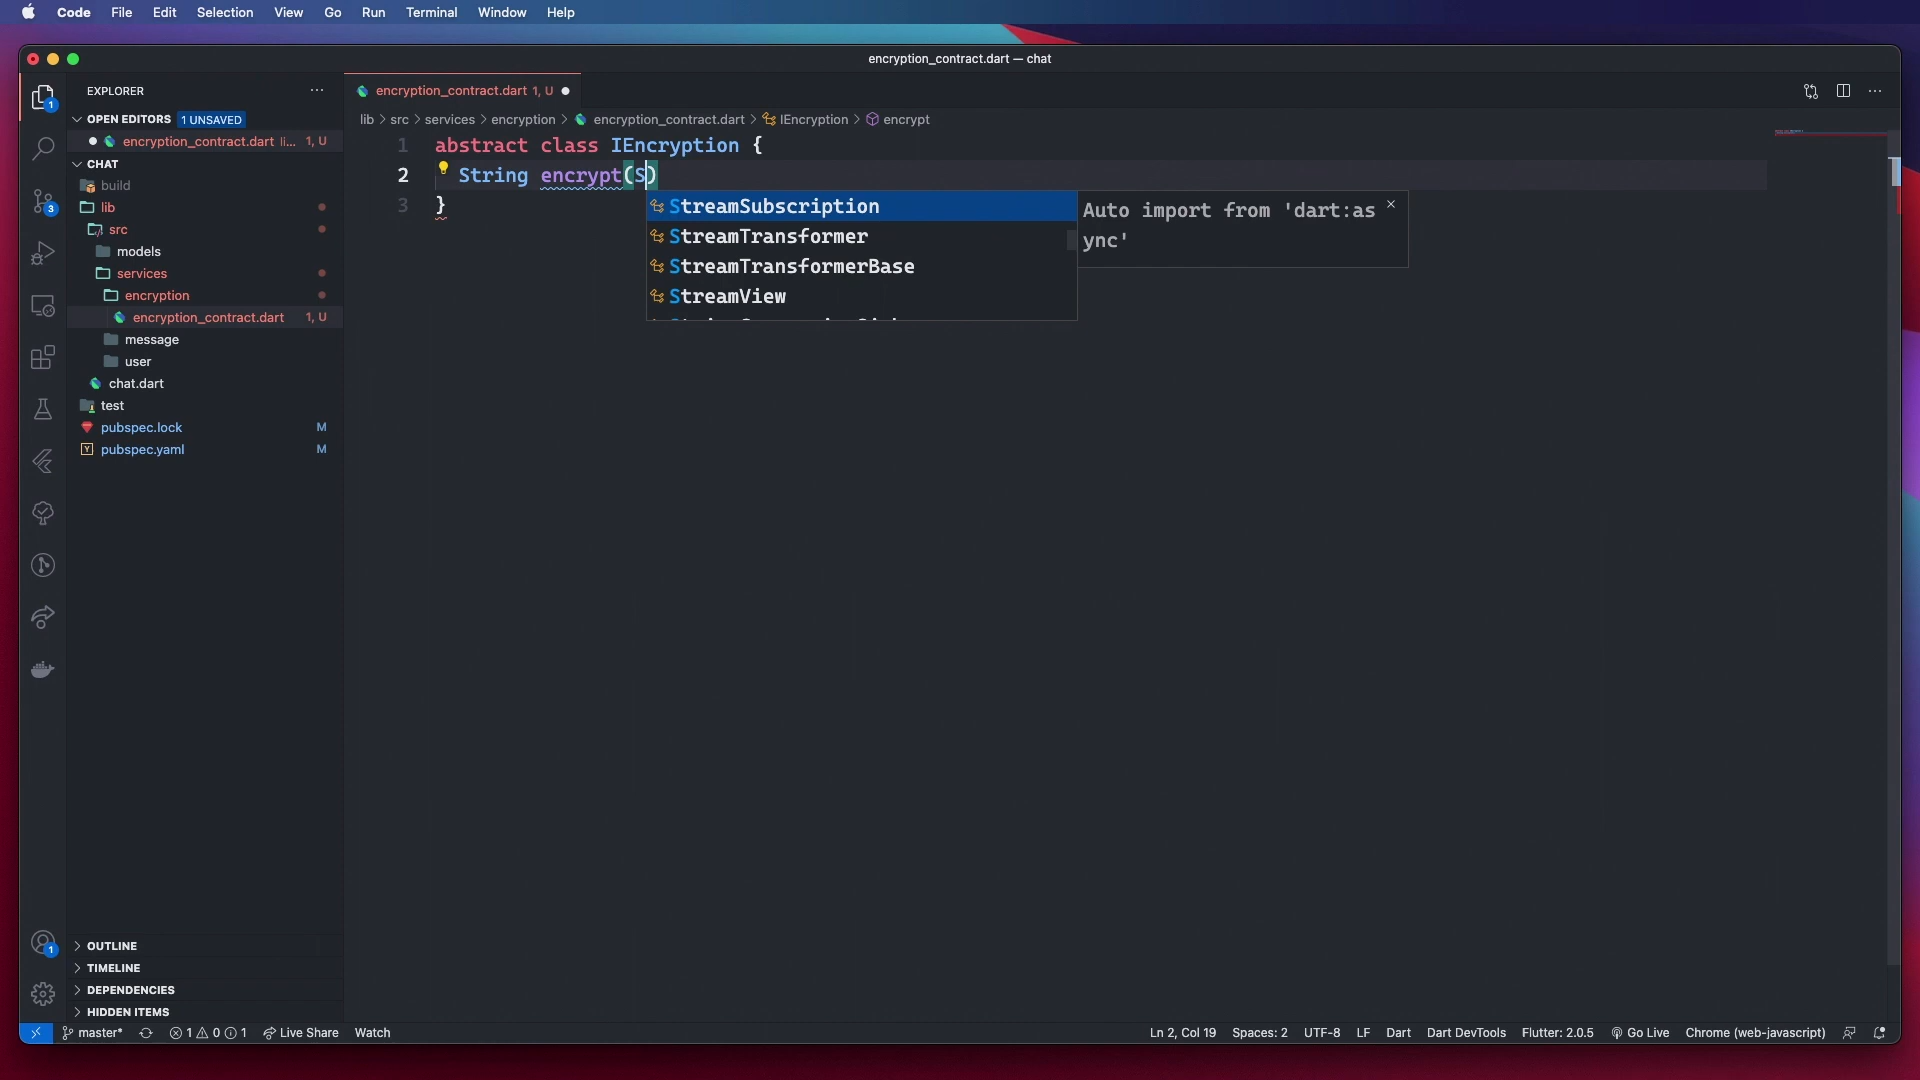 Code File Edit Selection View Go Run Terminal Window Help
encryption_contract.dart — chat
EXPLORER
OPEN EDITORS 1 UNSAVED
encryption_contract.dart li... 1, U
CHAT
build
lib
src
models
services
encryption
encryption_contract.dart 1, U
message
user
chat.dart
test
pubspec.lock M
pubspec.yaml M
OUTLINE
TIMELINE
DEPENDENCIES
HIDDEN ITEMS
1
3
1
encryption_contract.dart 1, U
lib > src > services > encryption > encryption_contract.dart > IEncryption > encrypt
1 abstract class IEncryption {
2 String encrypt(S)
3 }
StreamSubscription
StreamTransformer
StreamTransformerBase
StreamView
Auto import from 'dart:as
ync'
master* 1 0 1 Live Share Watch
Ln 2, Col 19 Spaces: 2 UTF-8 LF Dart Dart DevTools Flutter: 2.0.5 Go Live Chrome (web-javascript)